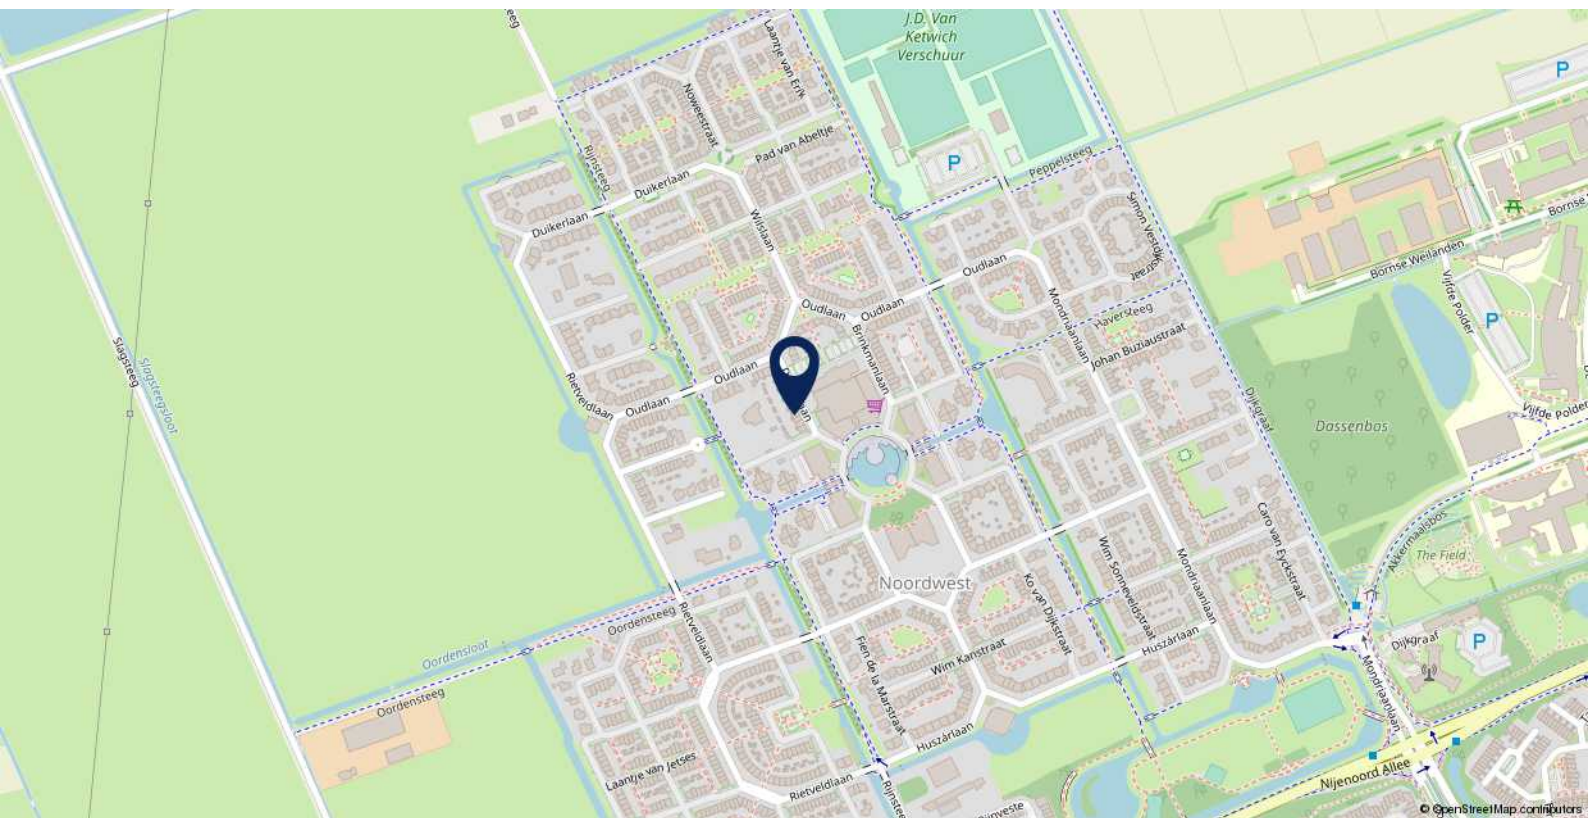 J.D. Van
Ketwich
Verschuur
Laantje van Erik
Noweestraat
Pad van Abeltje
Rijnsteeg
Duikerlaan
Duikerlaan
Wilslaan
Peppelsteeg
Simon Vestdijkstraat
P
P
Bornse
Bornse Weilanden
Vijfde Polder
P
Oudlaan
Mondriaanlaan
Oudlaan
Oudlaan
Haversteeg
Johan Buziaustraat
Brinkmanlaan
Slagsteeg
Slagsteegsloot
Oudlaan
Rietveldlaan
Oudlaan
Dijkgraaf
Dassenbos
Vijfde Polder
Caro van Eyckstraat
Akkermaalsbos
The Field
Wim Sonneveldstraat
Mondriaanlaan
Noordwest
Ko van Dijkstraat
Oordensteeg
Rietveldlaan
Oordensloot
Fien de la Marstraat
Wim Kanstraat
Huszárlaan
Dijkgraaf
P
Mondriaanlaan
Oordensteeg
Huszárlaan
Laantje van Jetses
Rietveldlaan
Nijenoord Allee
© OpenStreetMap contributors